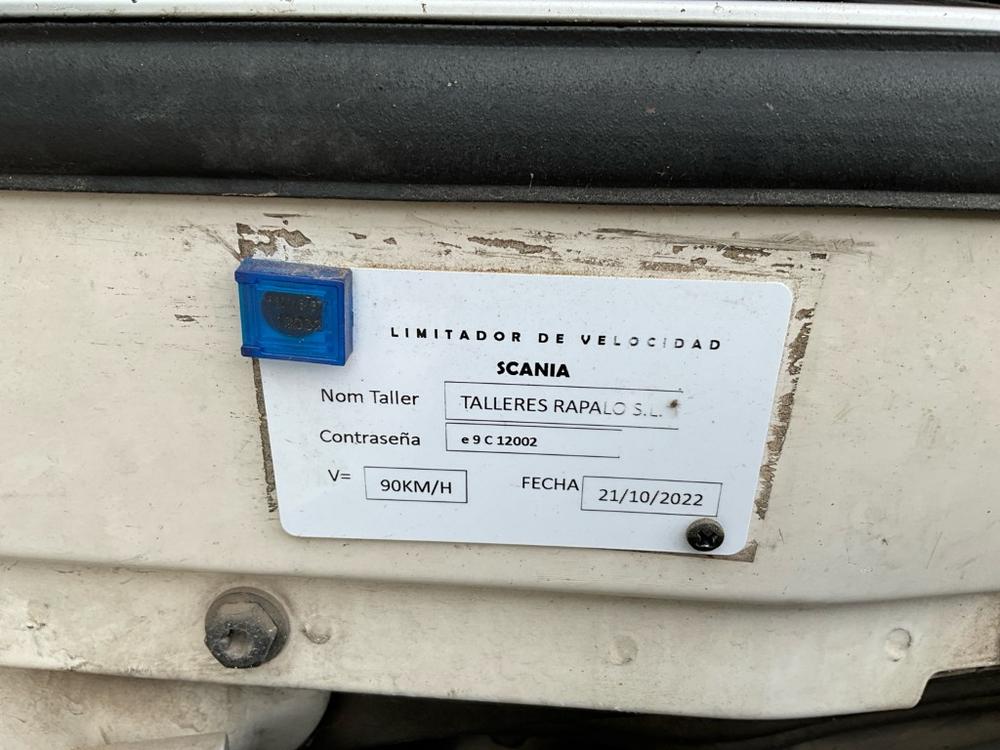 LIMITADOR DE VELOCIDAD
SCANIA
Nom Taller TALLERES RAPALO S.L.
Contraseña e 9 C 12002
V= 90KM/H FECHA 21/10/2022